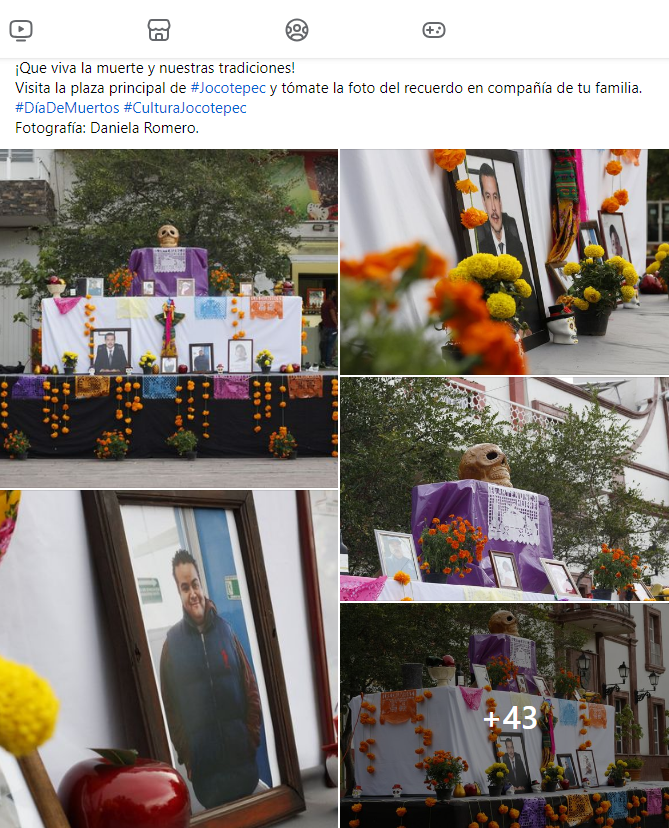 ¡Que viva la muerte y nuestras tradiciones!
Visita la plaza principal de #Jocotepec y tómate la foto del recuerdo en compañía de tu familia.
#DíaDeMuertos #CulturaJocotepec
Fotografía: Daniela Romero.
+43